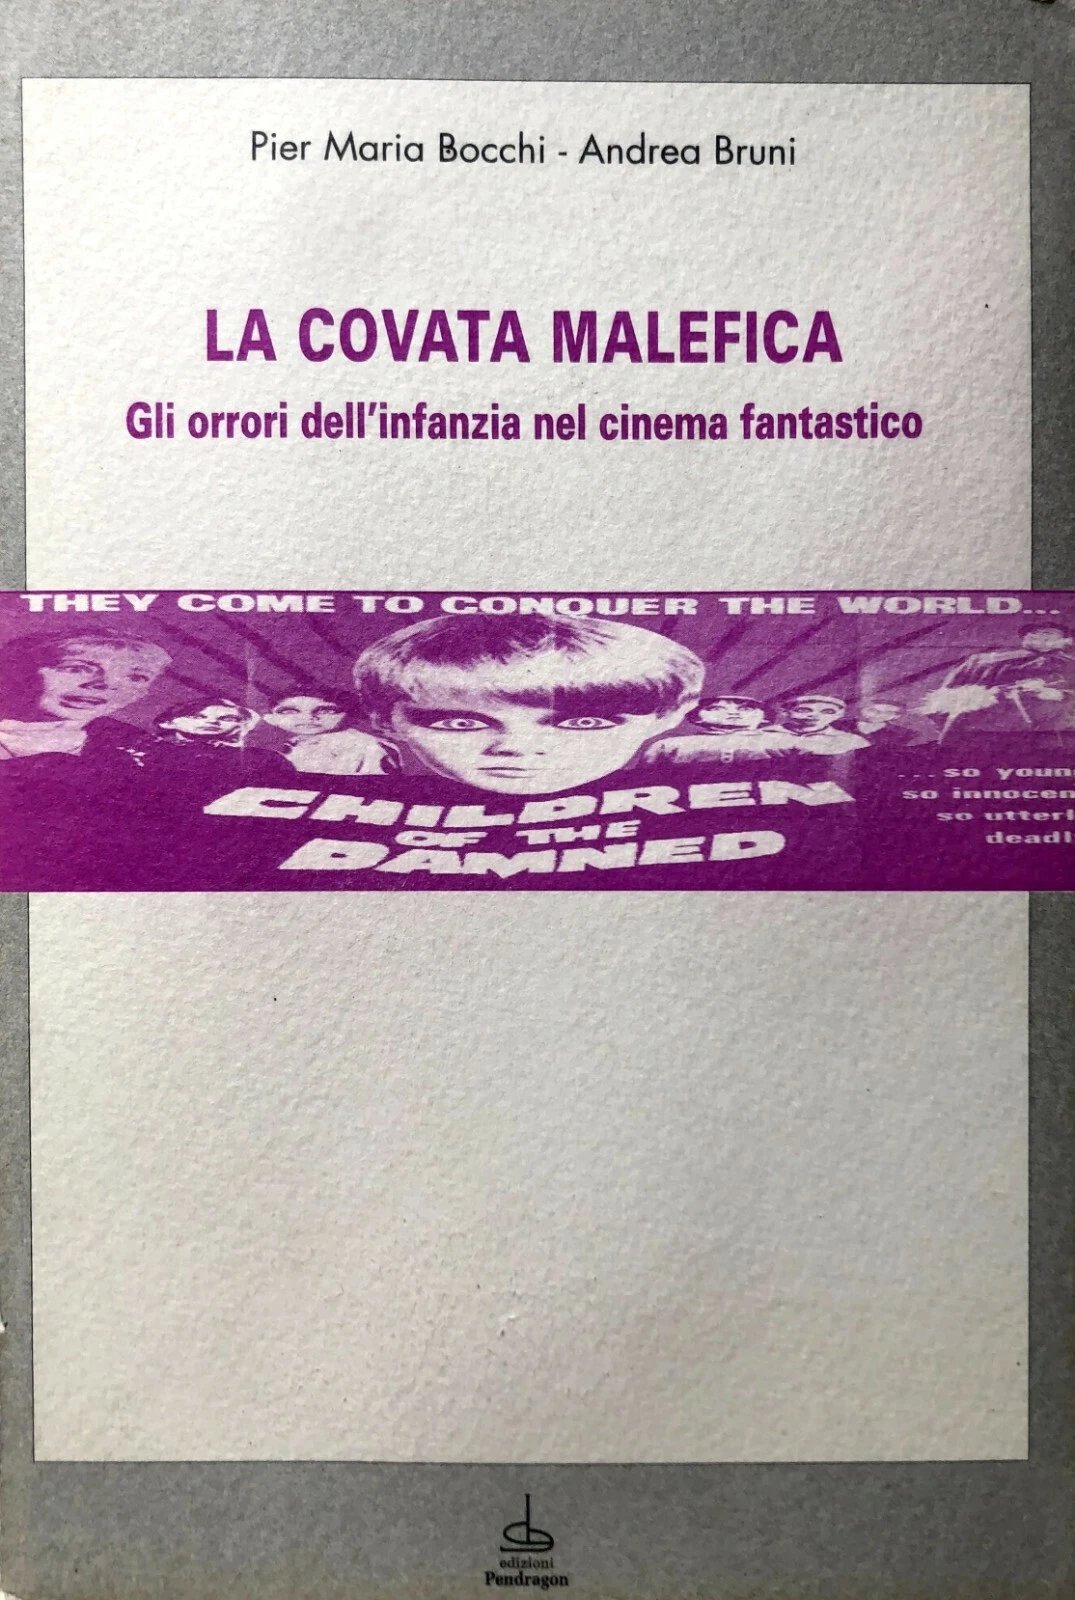 Pier Maria Bocchi - Andrea Bruni
LA COVATA MALEFICA
Gli orrori dell'infanzia nel cinema fantastico
THEY COME TO CONQUER THE WORLD...
...so youn
so innocen
so utterl
deadl
CHILDREN
OF THE
DAMNED
edizioni
Pendragon